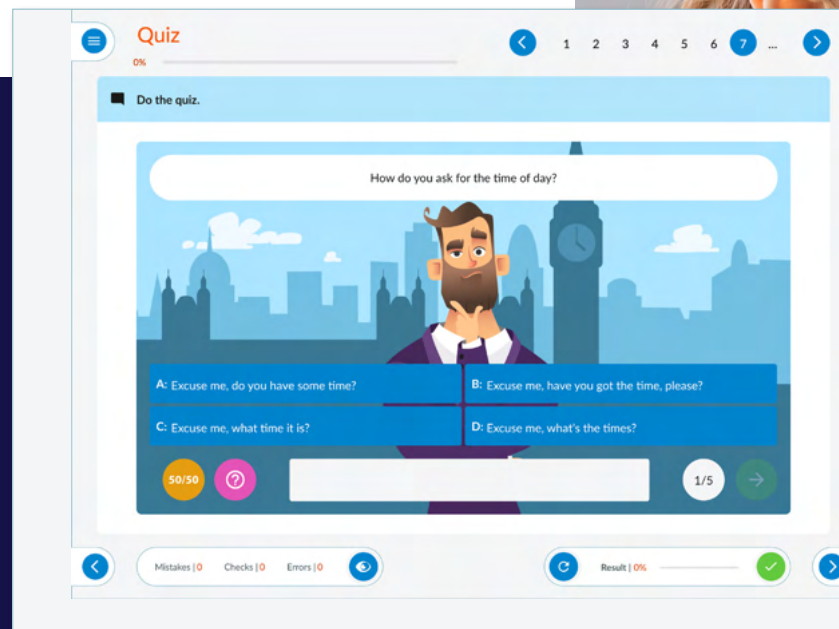 Quiz
0%
1 2 3 4 5 6 7 ...
Do the quiz.
How do you ask for the time of day?
A: Excuse me, do you have some time?
B: Excuse me, have you got the time, please?
C: Excuse me, what time it is?
D: Excuse me, what's the times?
50/50
?
1/5
Mistakes | 0 Checks | 0 Errors | 0
Result | 0%